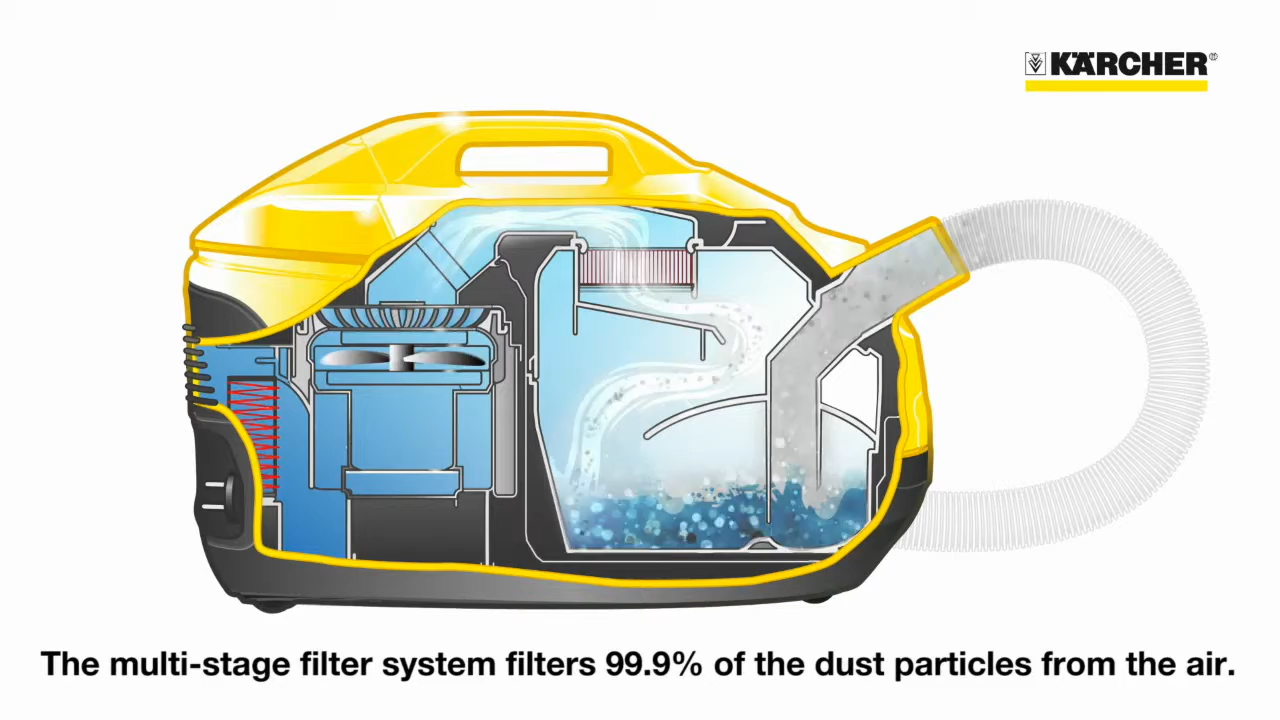 KÄRCHER®
The multi-stage filter system filters 99.9% of the dust particles from the air.